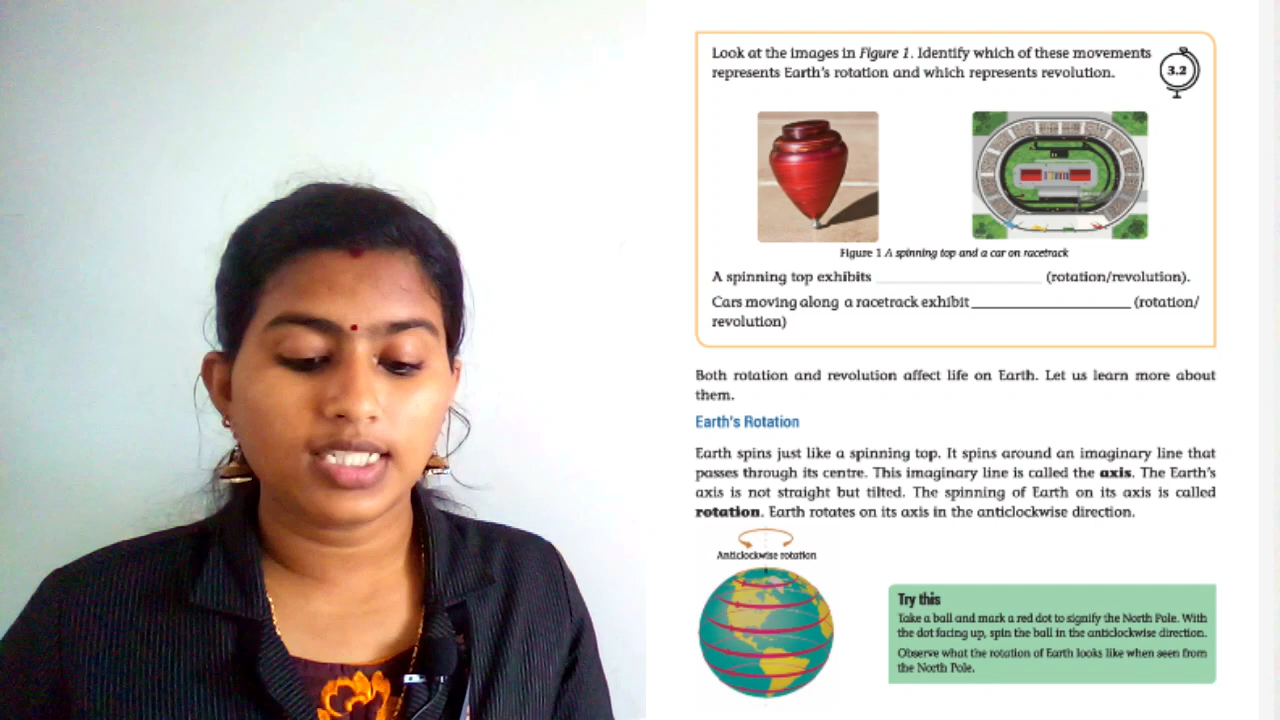 Look at the images in Figure 1. Identify which of these movements
represents Earth's rotation and which represents revolution.
3.2
Figure 1 A spinning top and a car on racetrack
A spinning top exhibits ____________ (rotation/revolution).
Cars moving along a racetrack exhibit____________ (rotation/
revolution)
Both rotation and revolution affect life on Earth. Let us learn more about
them.
Earth's Rotation
Earth spins just like a spinning top. It spins around an imaginary line that
passes through its centre. This imaginary line is called the axis. The Earth's
axis is not straight but tilted. The spinning of Earth on its axis is called
rotation. Earth rotates on its axis in the anticlockwise direction.
Anticlockwise rotation
Try this
Take a ball and mark a red dot to signify the North Pole. With
the dot facing up, spin the ball in the anticlockwise direction.
Observe what the rotation of Earth looks like when seen from
the North Pole.